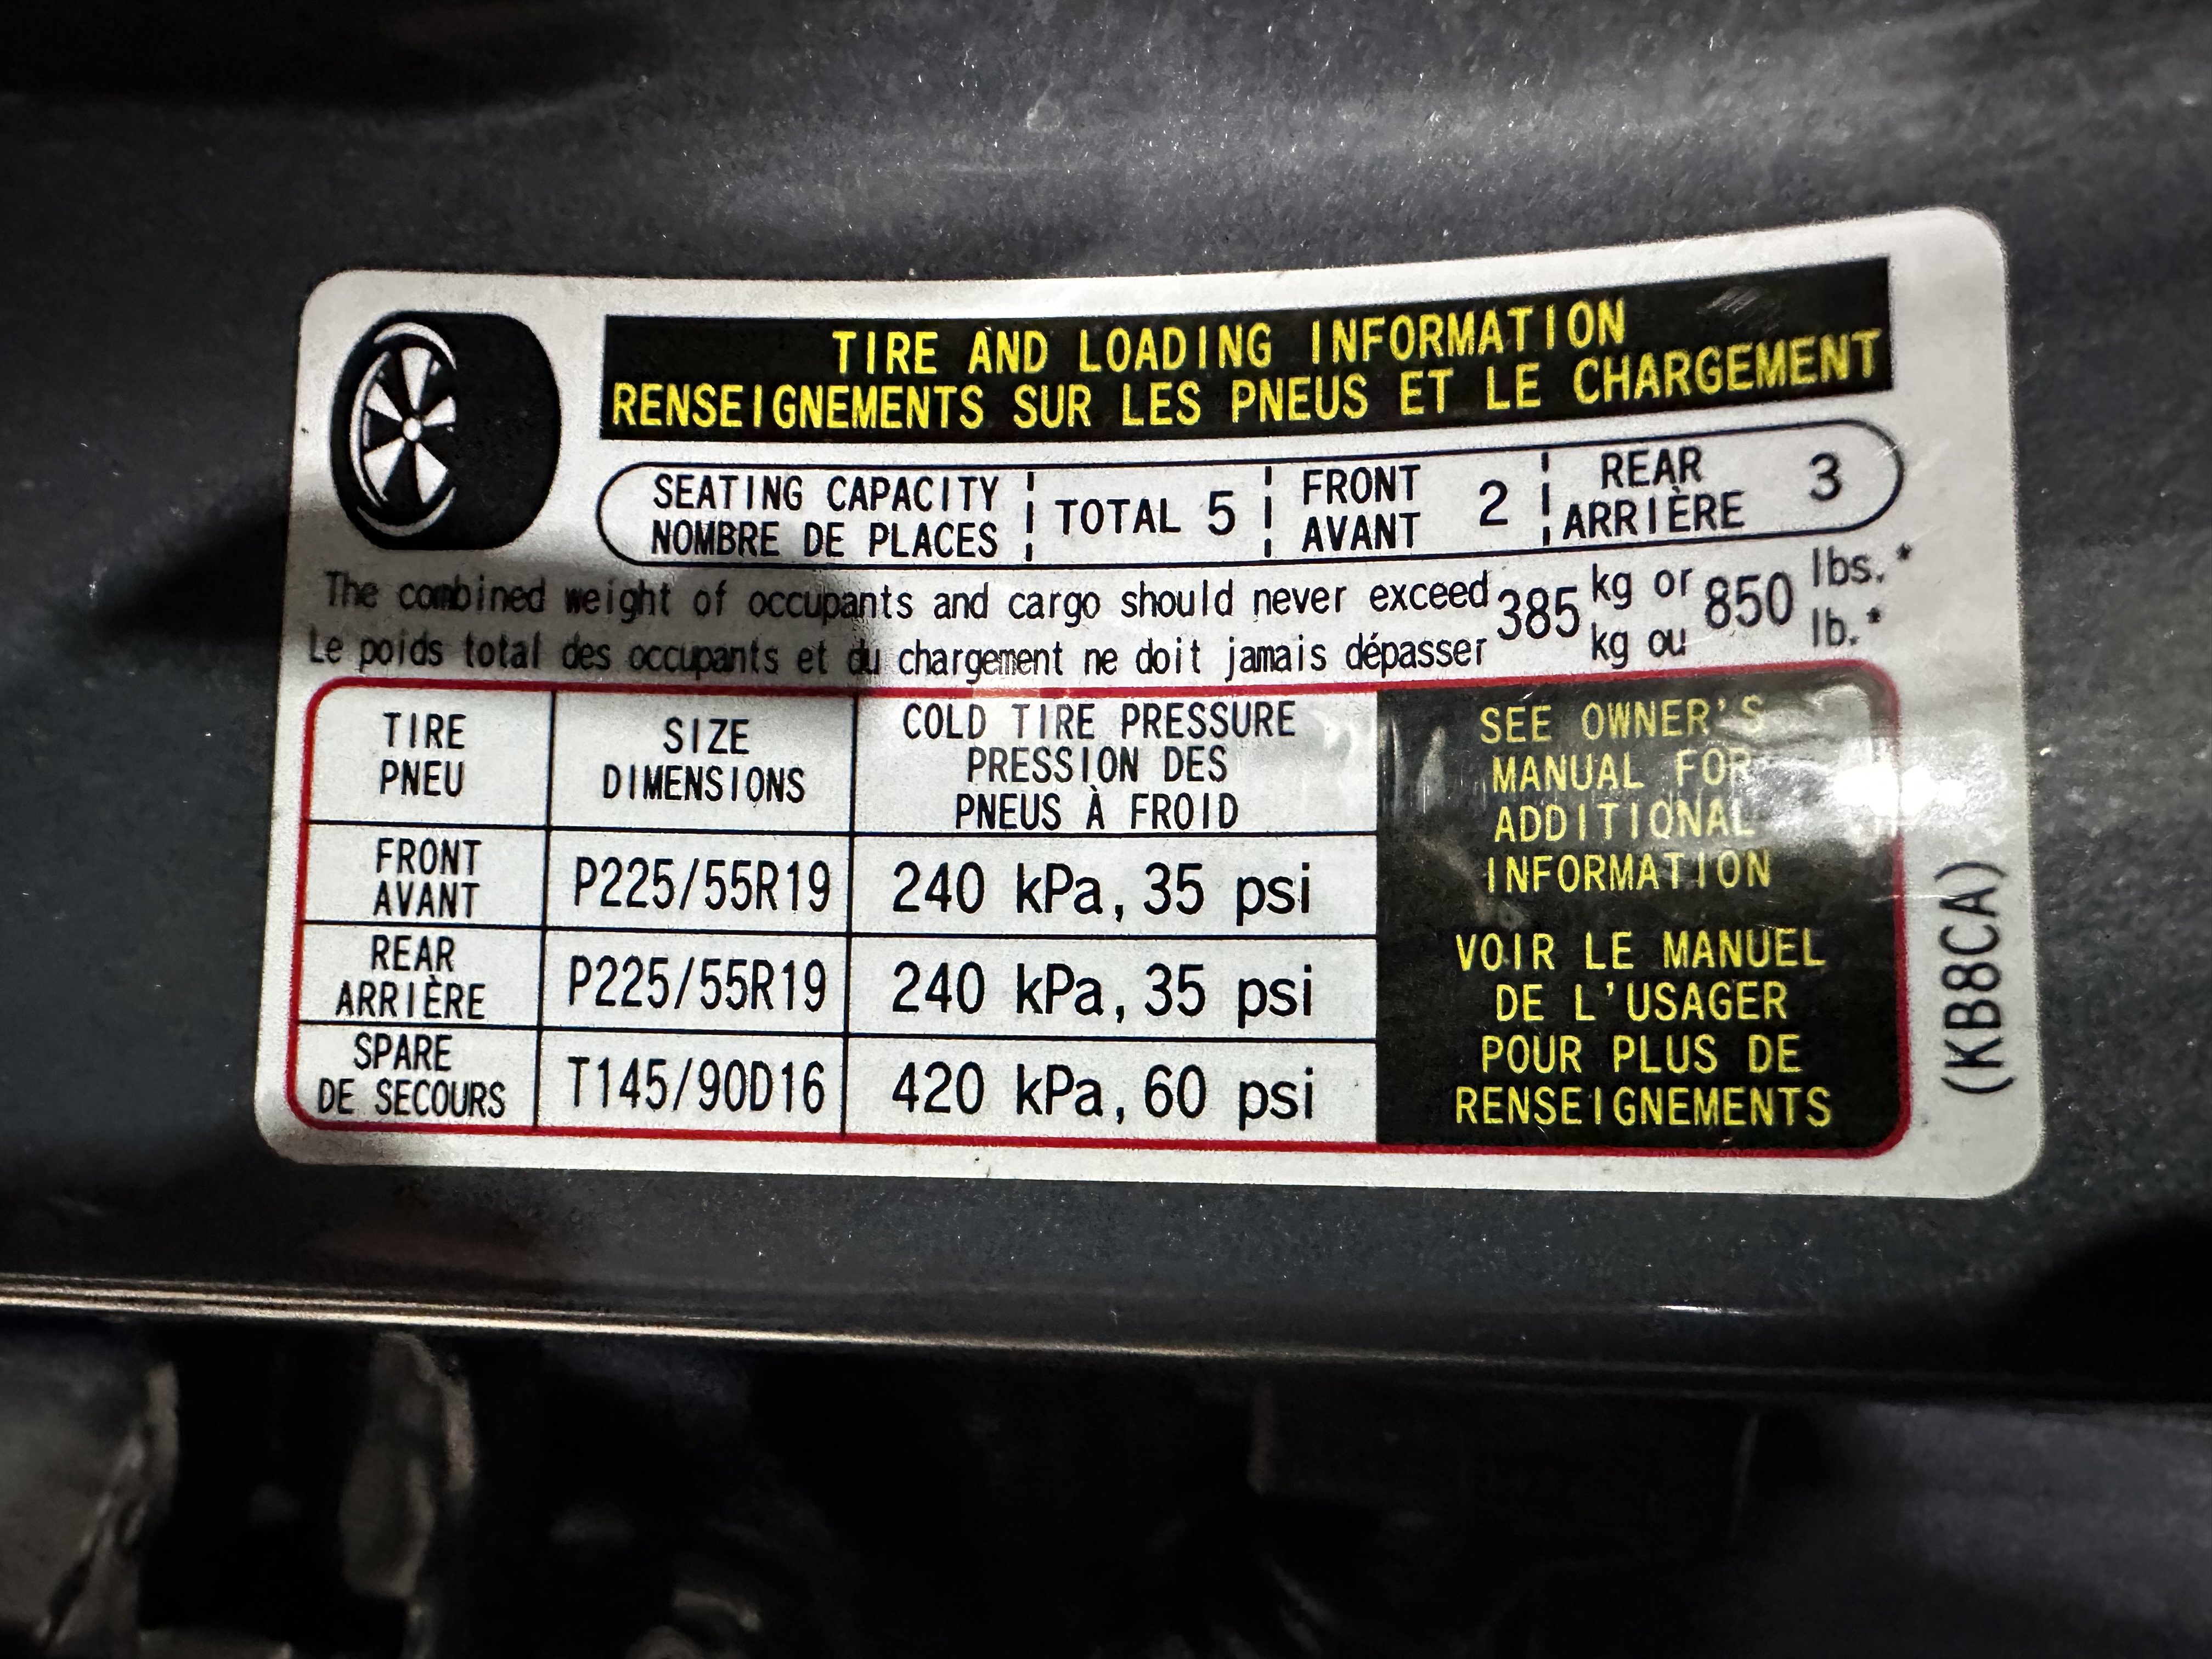 TIRE AND LOADING INFORMATION
RENSEIGNEMENTS SUR LES PNEUS ET LE CHARGEMENT
SEATING CAPACITY
NOMBRE DE PLACES
TOTAL 5
FRONT
AVANT
2
REAR
ARRIÈRE
3
The combined weight of occupants and cargo should never exceed 385 kg or 850 lbs.*
Le poids total des occupants et du chargement ne doit jamais dépasser kg ou lb.*
TIRE
PNEU
SIZE
DIMENSIONS
COLD TIRE PRESSURE
PRESSION DES
PNEUS À FROID
FRONT
AVANT
P225/55R19
240 kPa, 35 psi
REAR
ARRIÈRE
P225/55R19
240 kPa, 35 psi
SPARE
DE SECOURS
T145/90D16
420 kPa, 60 psi
SEE OWNER'S
MANUAL FOR
ADDITIONAL
INFORMATION
VOIR LE MANUEL
DE L'USAGER
POUR PLUS DE
RENSEIGNEMENTS
(KB8CA)